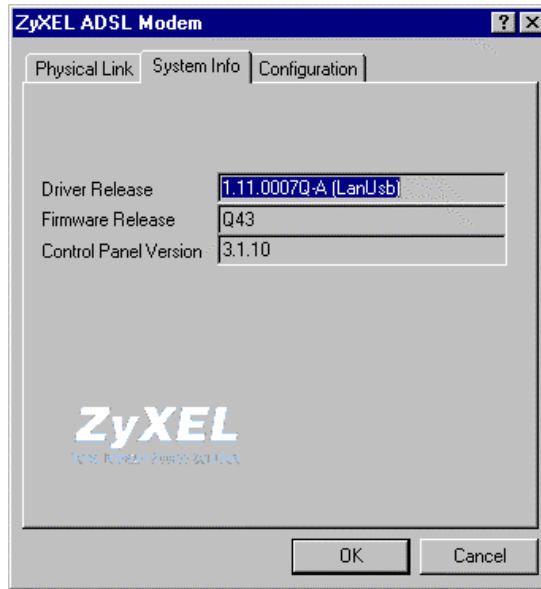 ZyXEL ADSL Modem
Physical Link System Info Configuration
Driver Release 1.11.0007Q-A (LanUsb)
Firmware Release Q43
Control Panel Version 3.1.10
ZyXEL
OK Cancel